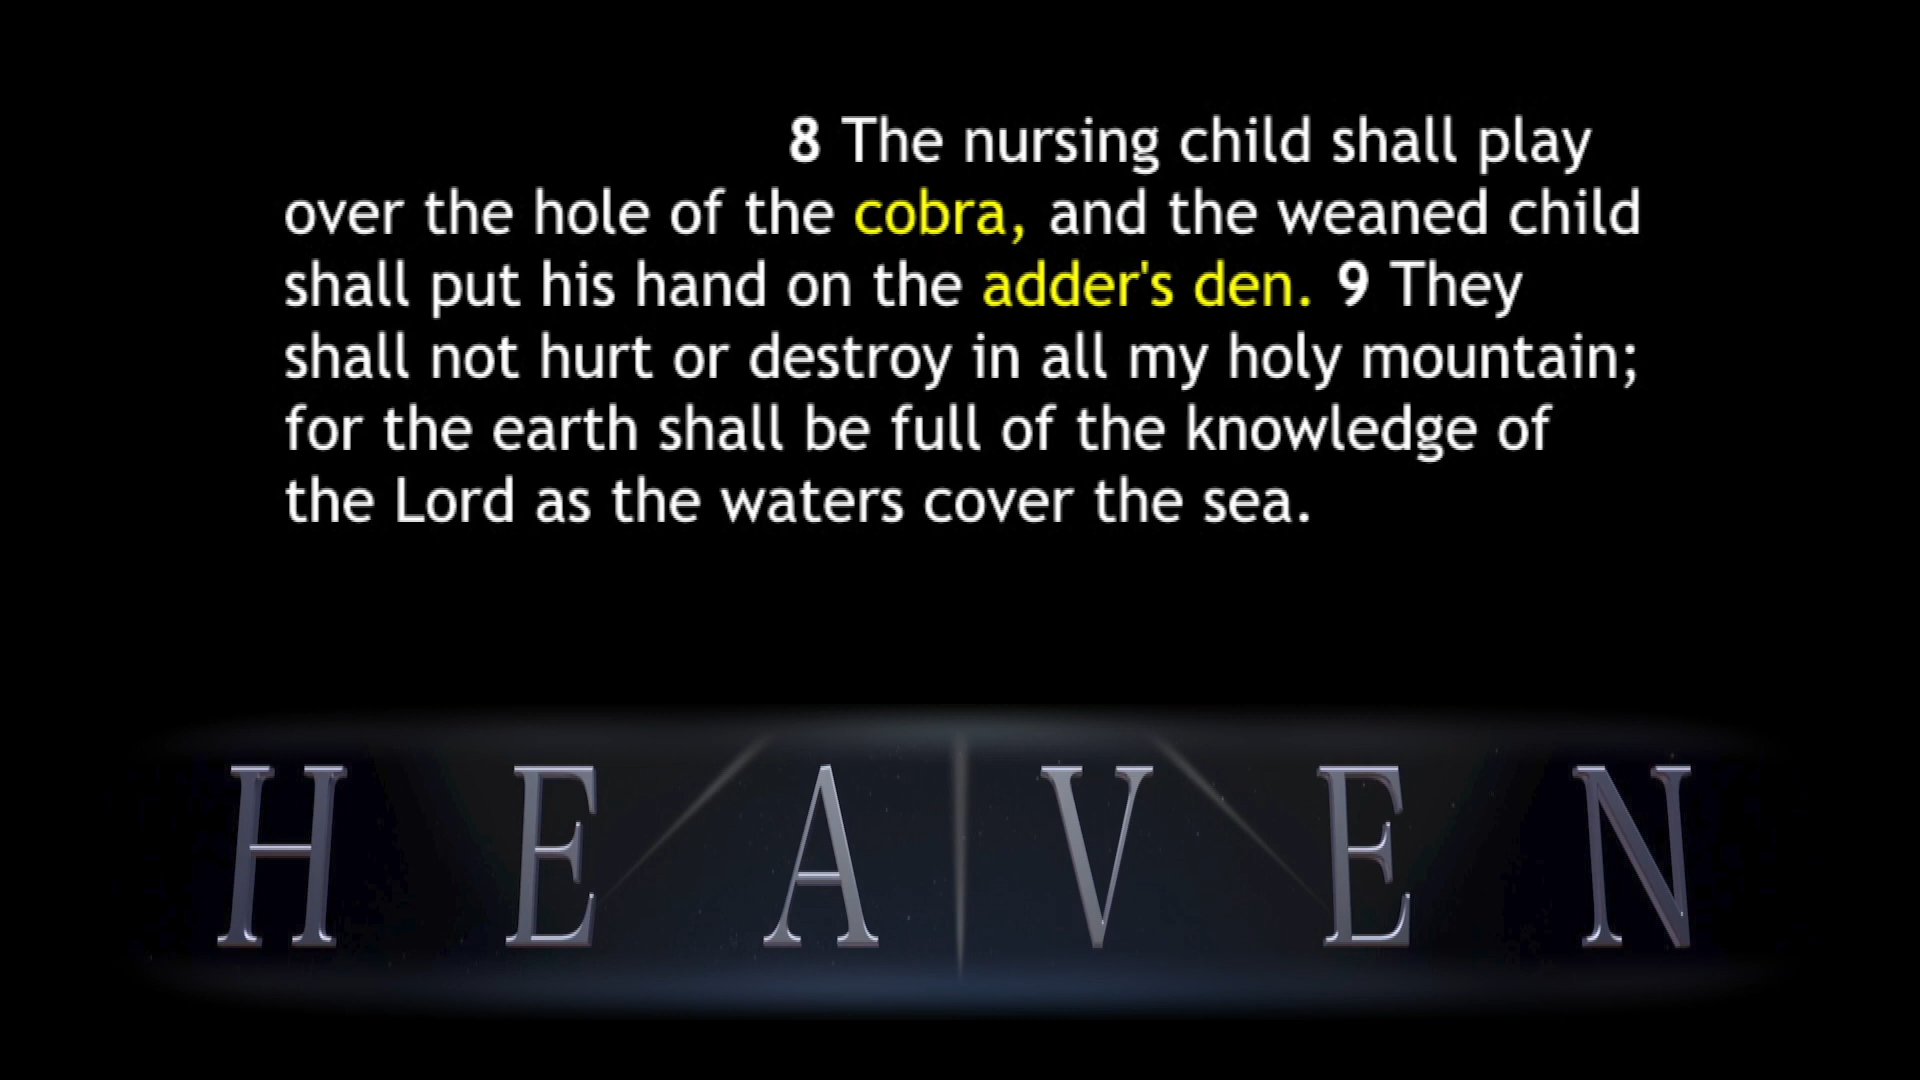 8 The nursing child shall play
over the hole of the cobra, and the weaned child
shall put his hand on the adder's den. 9 They
shall not hurt or destroy in all my holy mountain;
for the earth shall be full of the knowledge of
the Lord as the waters cover the sea.
HEAVEN